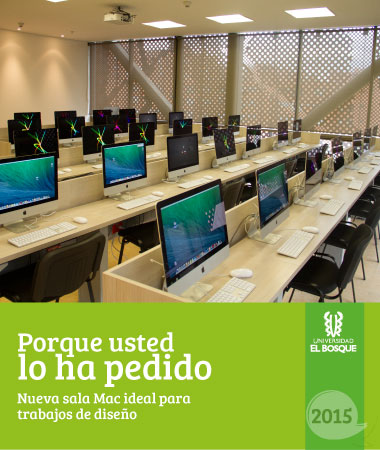 Porque usted
lo ha pedido
Nueva sala Mac ideal para
trabajos de diseño
UNIVERSIDAD
EL BOSQUE
2015